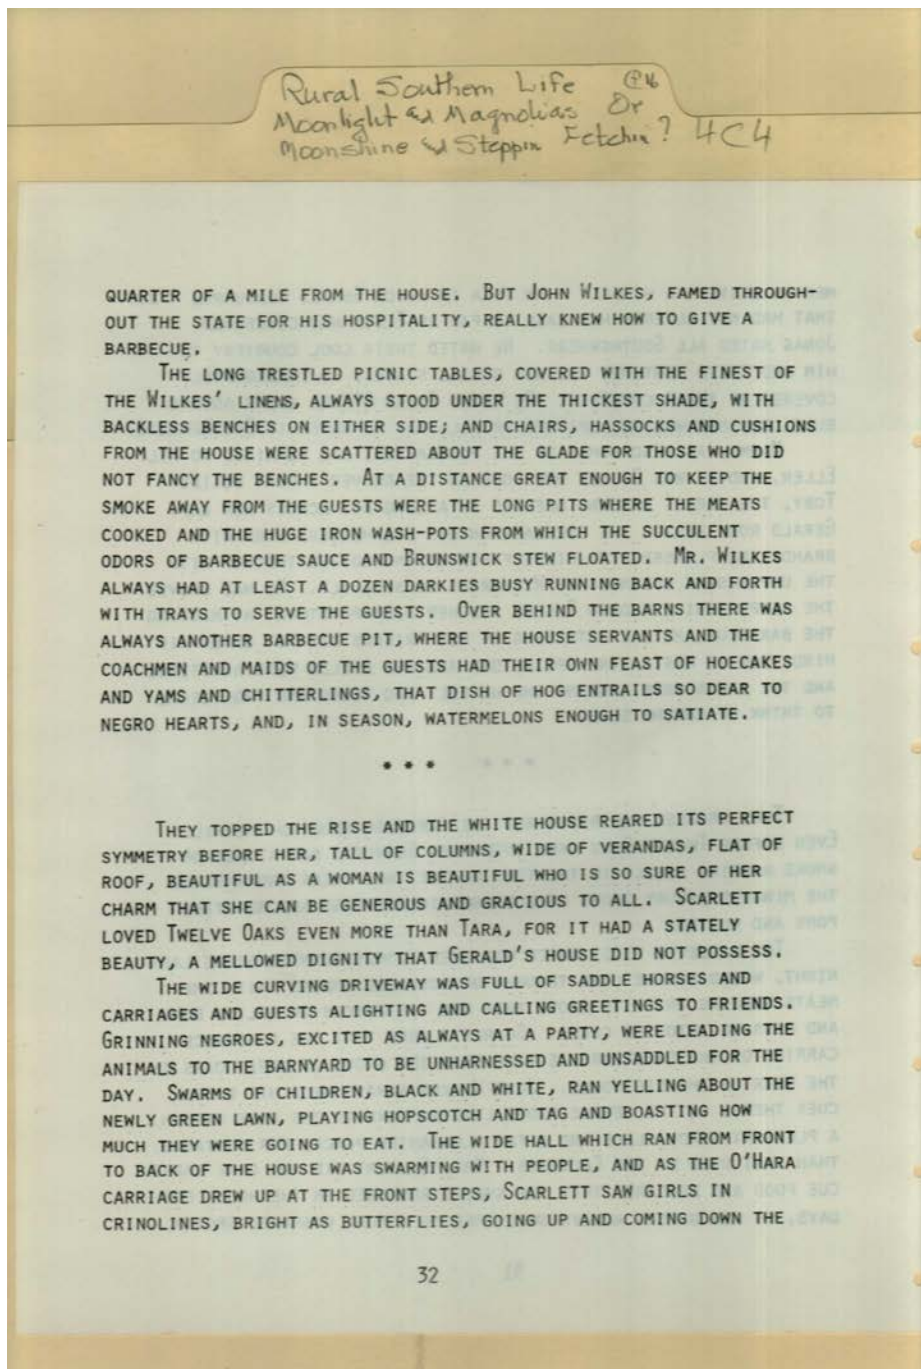 Rural Southern Life
Moonlight & Magnolias Or
Moonshine & Steppin Fetchin? 4C4
QUARTER OF A MILE FROM THE HOUSE. BUT JOHN WILKES, FAMED THROUGH-
OUT THE STATE FOR HIS HOSPITALITY, REALLY KNEW HOW TO GIVE A
BARBECUE.
THE LONG TRESTLED PICNIC TABLES, COVERED WITH THE FINEST OF
THE WILKES' LINENS, ALWAYS STOOD UNDER THE THICKEST SHADE, WITH
BACKLESS BENCHES ON EITHER SIDE; AND CHAIRS, HASSOCKS AND CUSHIONS
FROM THE HOUSE WERE SCATTERED ABOUT THE GLADE FOR THOSE WHO DID
NOT FANCY THE BENCHES. AT A DISTANCE GREAT ENOUGH TO KEEP THE
SMOKE AWAY FROM THE GUESTS WERE THE LONG PITS WHERE THE MEATS
COOKED AND THE HUGE IRON WASH-POTS FROM WHICH THE SUCCULENT
ODORS OF BARBECUE SAUCE AND BRUNSWICK STEW FLOATED. MR. WILKES
ALWAYS HAD AT LEAST A DOZEN DARKIES BUSY RUNNING BACK AND FORTH
WITH TRAYS TO SERVE THE GUESTS. OVER BEHIND THE BARNS THERE WAS
ALWAYS ANOTHER BARBECUE PIT, WHERE THE HOUSE SERVANTS AND THE
COACHMEN AND MAIDS OF THE GUESTS HAD THEIR OWN FEAST OF HOECAKES
AND YAMS AND CHITTERLINGS, THAT DISH OF HOG ENTRAILS SO DEAR TO
NEGRO HEARTS, AND, IN SEASON, WATERMELONS ENOUGH TO SATIATE.
* * *
THEY TOPPED THE RISE AND THE WHITE HOUSE REARED ITS PERFECT
SYMMETRY BEFORE HER, TALL OF COLUMNS, WIDE OF VERANDAS, FLAT OF
ROOF, BEAUTIFUL AS A WOMAN IS BEAUTIFUL WHO IS SO SURE OF HER
CHARM THAT SHE CAN BE GENEROUS AND GRACIOUS TO ALL. SCARLETT
LOVED TWELVE OAKS EVEN MORE THAN TARA, FOR IT HAD A STATELY
BEAUTY, A MELLOWED DIGNITY THAT GERALD'S HOUSE DID NOT POSSESS.
THE WIDE CURVING DRIVEWAY WAS FULL OF SADDLE HORSES AND
CARRIAGES AND GUESTS ALIGHTING AND CALLING GREETINGS TO FRIENDS.
GRINNING NEGROES, EXCITED AS ALWAYS AT A PARTY, WERE LEADING THE
ANIMALS TO THE BARNYARD TO BE UNHARNESSED AND UNSADDLED FOR THE
DAY. SWARMS OF CHILDREN, BLACK AND WHITE, RAN YELLING ABOUT THE
NEWLY GREEN LAWN, PLAYING HOPSCOTCH AND TAG AND BOASTING HOW
MUCH THEY WERE GOING TO EAT. THE WIDE HALL WHICH RAN FROM FRONT
TO BACK OF THE HOUSE WAS SWARMING WITH PEOPLE, AND AS THE O'HARA
CARRIAGE DREW UP AT THE FRONT STEPS, SCARLETT SAW GIRLS IN
CRINOLINES, BRIGHT AS BUTTERFLIES, GOING UP AND COMING DOWN THE
32